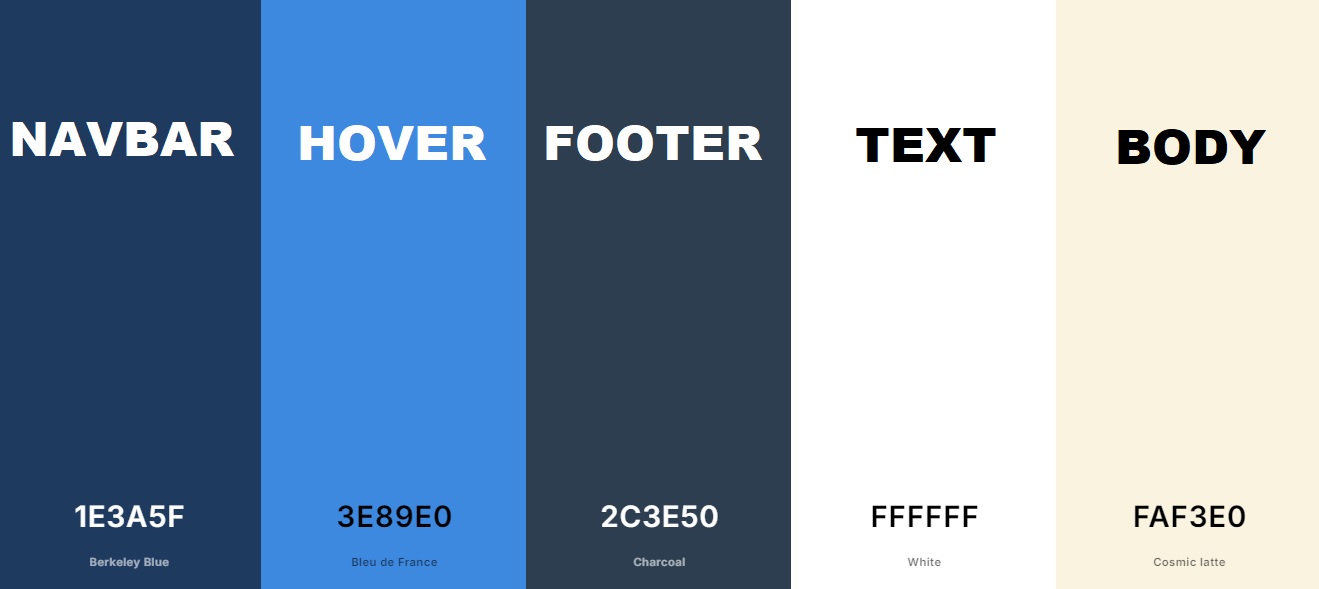 NAVBAR
HOVER
FOOTER
TEXT
BODY
1E3A5F
3E89E0
2C3E50
FFFFFF
FAF3E0
Berkeley Blue
Bleu de France
Charcoal
White
Cosmic latte